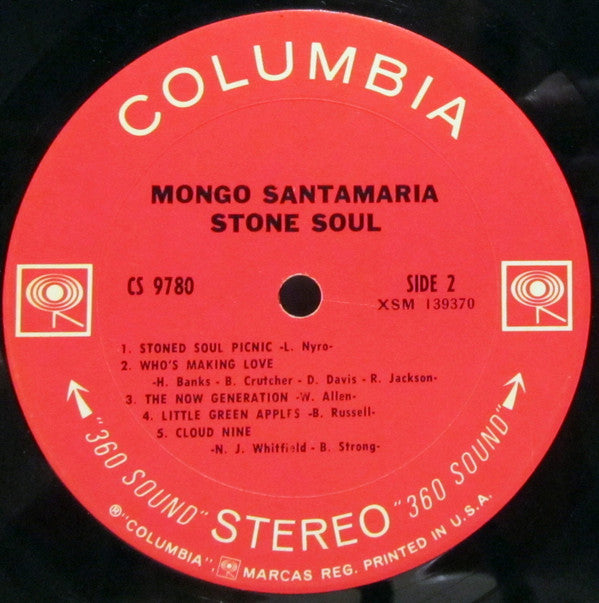 COLUMBIA
MONGO SANTAMARIA
STONE SOUL
CS 9780
SIDE 2
XSM 139370
1. STONED SOUL PICNIC -L. Nyro-
2. WHO'S MAKING LOVE
-H. Banks - B. Crutcher - D. Davis - R. Jackson-
3. THE NOW GENERATION -W. Allen-
4. LITTLE GREEN APPLES -B. Russell-
5. CLOUD NINE
-N. J. Whitfield - B. Strong-
"360 SOUND" STEREO "360 SOUND"
®"COLUMBIA", MARCAS REG. PRINTED IN U.S.A.